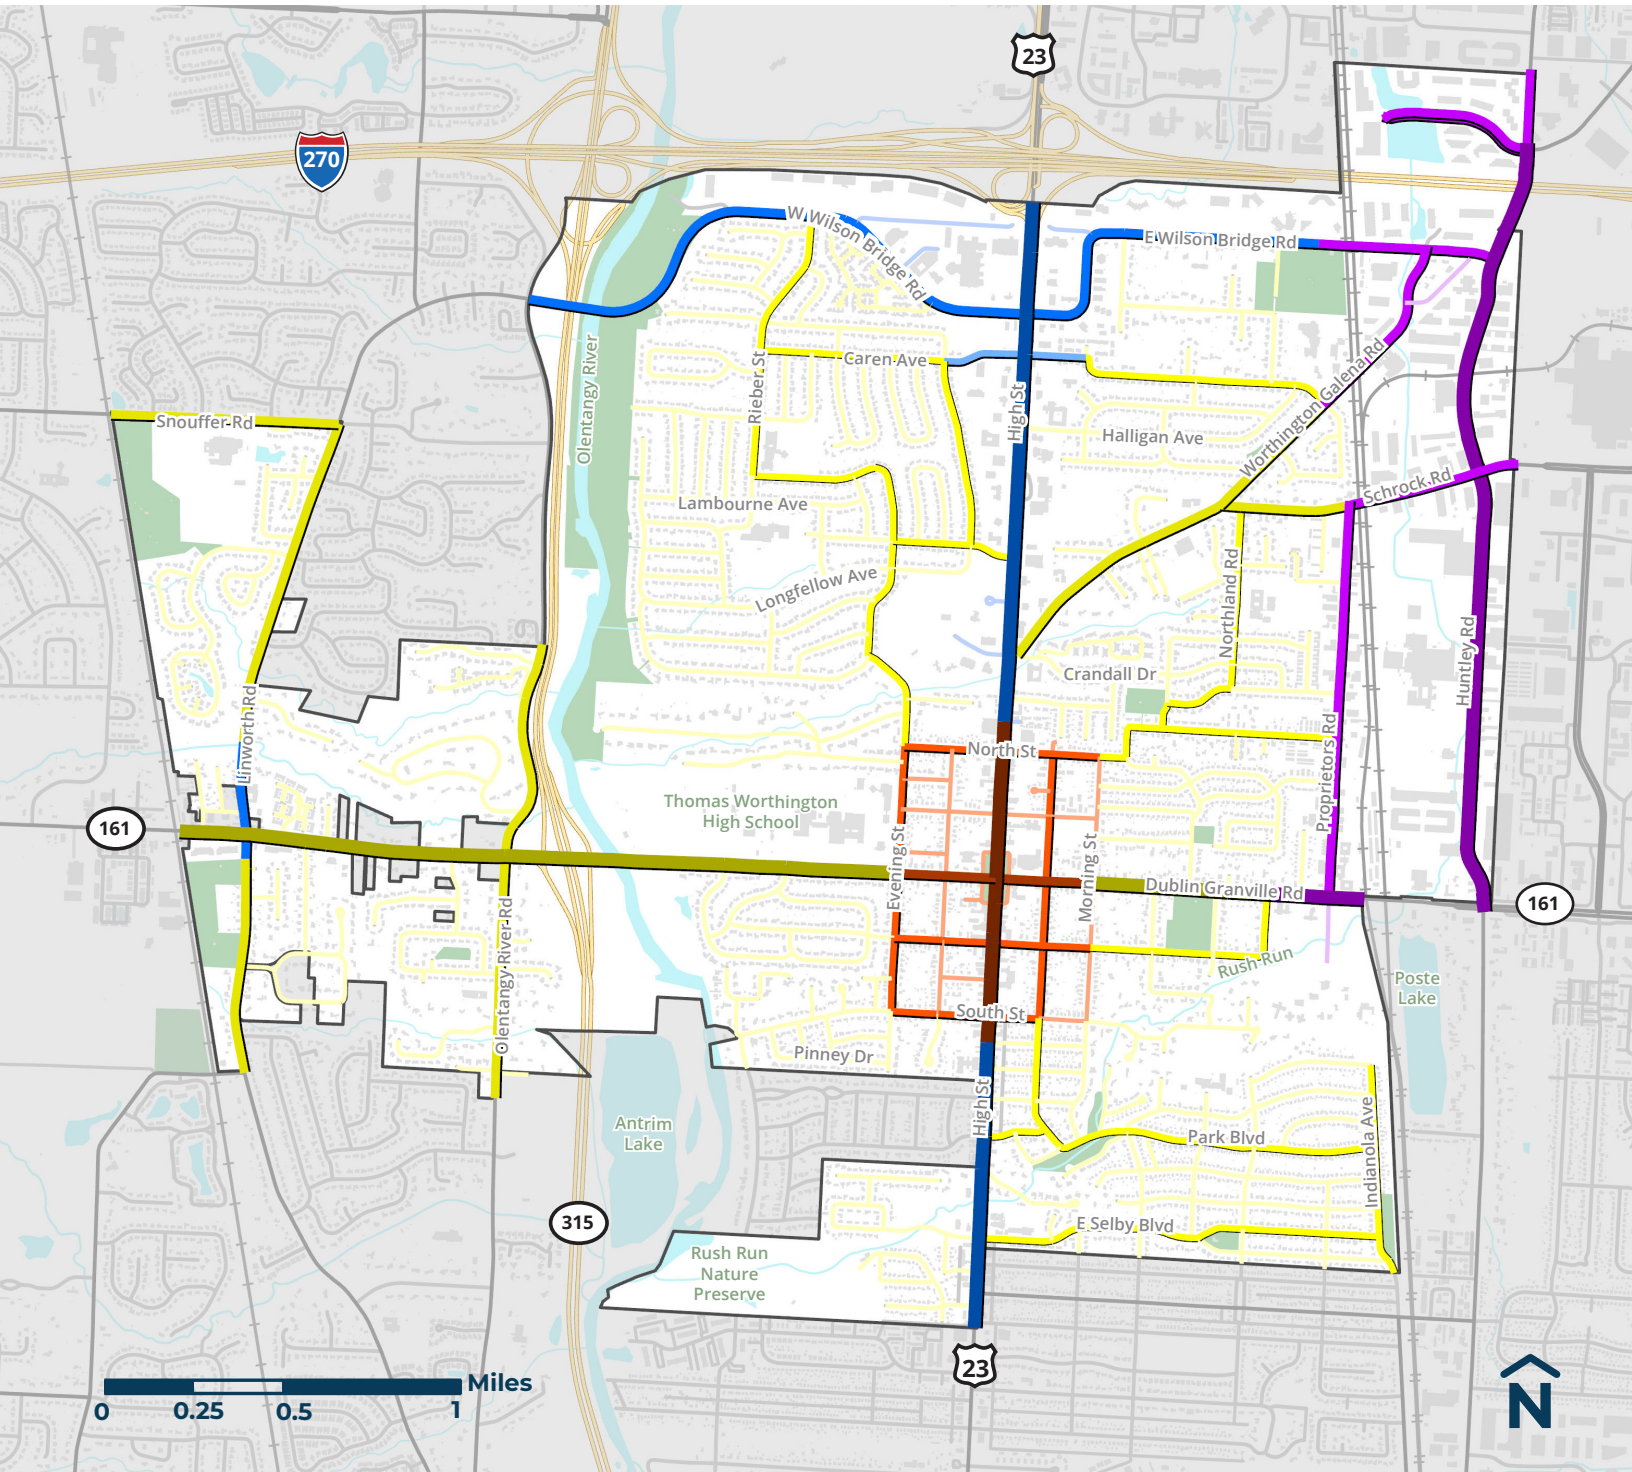 23
270
W Wilson Bridge Rd
E Wilson Bridge Rd
Olentangy River
Rieber St
Caren Ave
High St
Worthington Galena Rd
Snouffer Rd
Halligan Ave
Lambourne Ave
Schrock Rd
Longfellow Ave
Northland Rd
Crandall Dr
Huntley Rd
Linworth Rd
North St
Proprietors Rd
Thomas Worthington
High School
161
Evening St
Morning St
Dublin Granville Rd
161
Olentangy River Rd
Rush Run
Poste
Lake
South St
Pinney Dr
High St
Antrim
Lake
Park Blvd
Indianola Ave
315
E Selby Blvd
Rush Run
Nature
Preserve
23
Miles
0 0.25 0.5 1
N